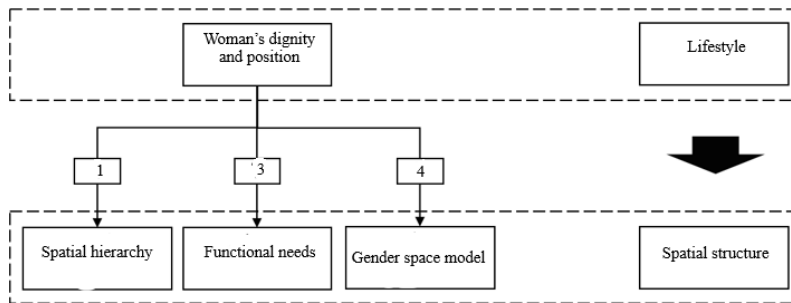 Woman's dignity
and position
Lifestyle
1
3
4
Spatial hierarchy
Functional needs
Gender space model
Spatial structure